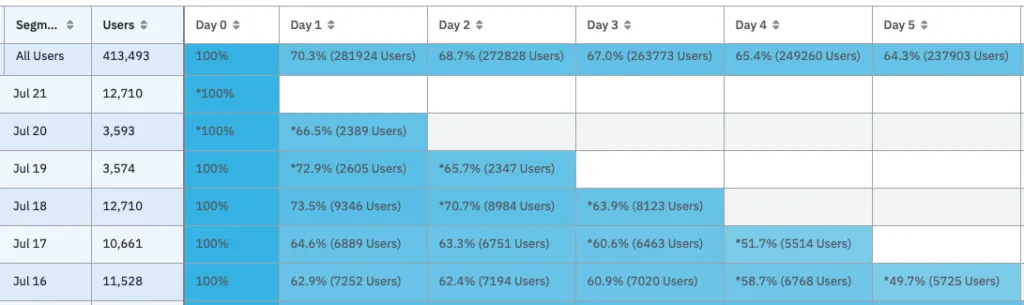 Segm... Users Day 0 Day 1 Day 2 Day 3 Day 4 Day 5
All Users 413,493 100% 70.3% (281924 Users) 68.7% (272828 Users) 67.0% (263773 Users) 65.4% (249260 Users) 64.3% (237903 Users)
Jul 21 12,710 *100%
Jul 20 3,593 *100% *66.5% (2389 Users)
Jul 19 3,574 100% *72.9% (2605 Users) *65.7% (2347 Users)
Jul 18 12,710 100% 73.5% (9346 Users) *70.7% (8984 Users) *63.9% (8123 Users)
Jul 17 10,661 100% 64.6% (6889 Users) 63.3% (6751 Users) *60.6% (6463 Users) *51.7% (5514 Users)
Jul 16 11,528 100% 62.9% (7252 Users) 62.4% (7194 Users) 60.9% (7020 Users) *58.7% (6768 Users) *49.7% (5725 Users)